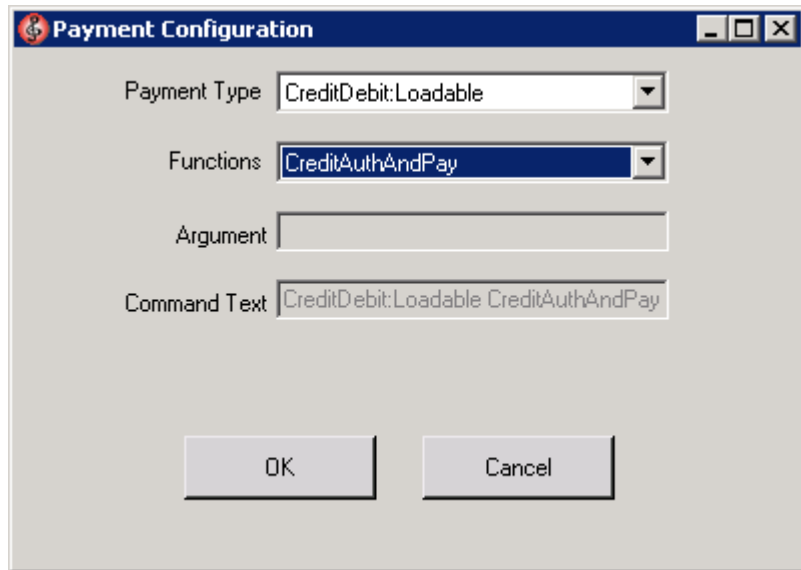 Payment Configuration
Payment Type CreditDebit:Loadable
Functions CreditAuthAndPay
Argument
Command Text CreditDebit:Loadable CreditAuthAndPay
OK Cancel